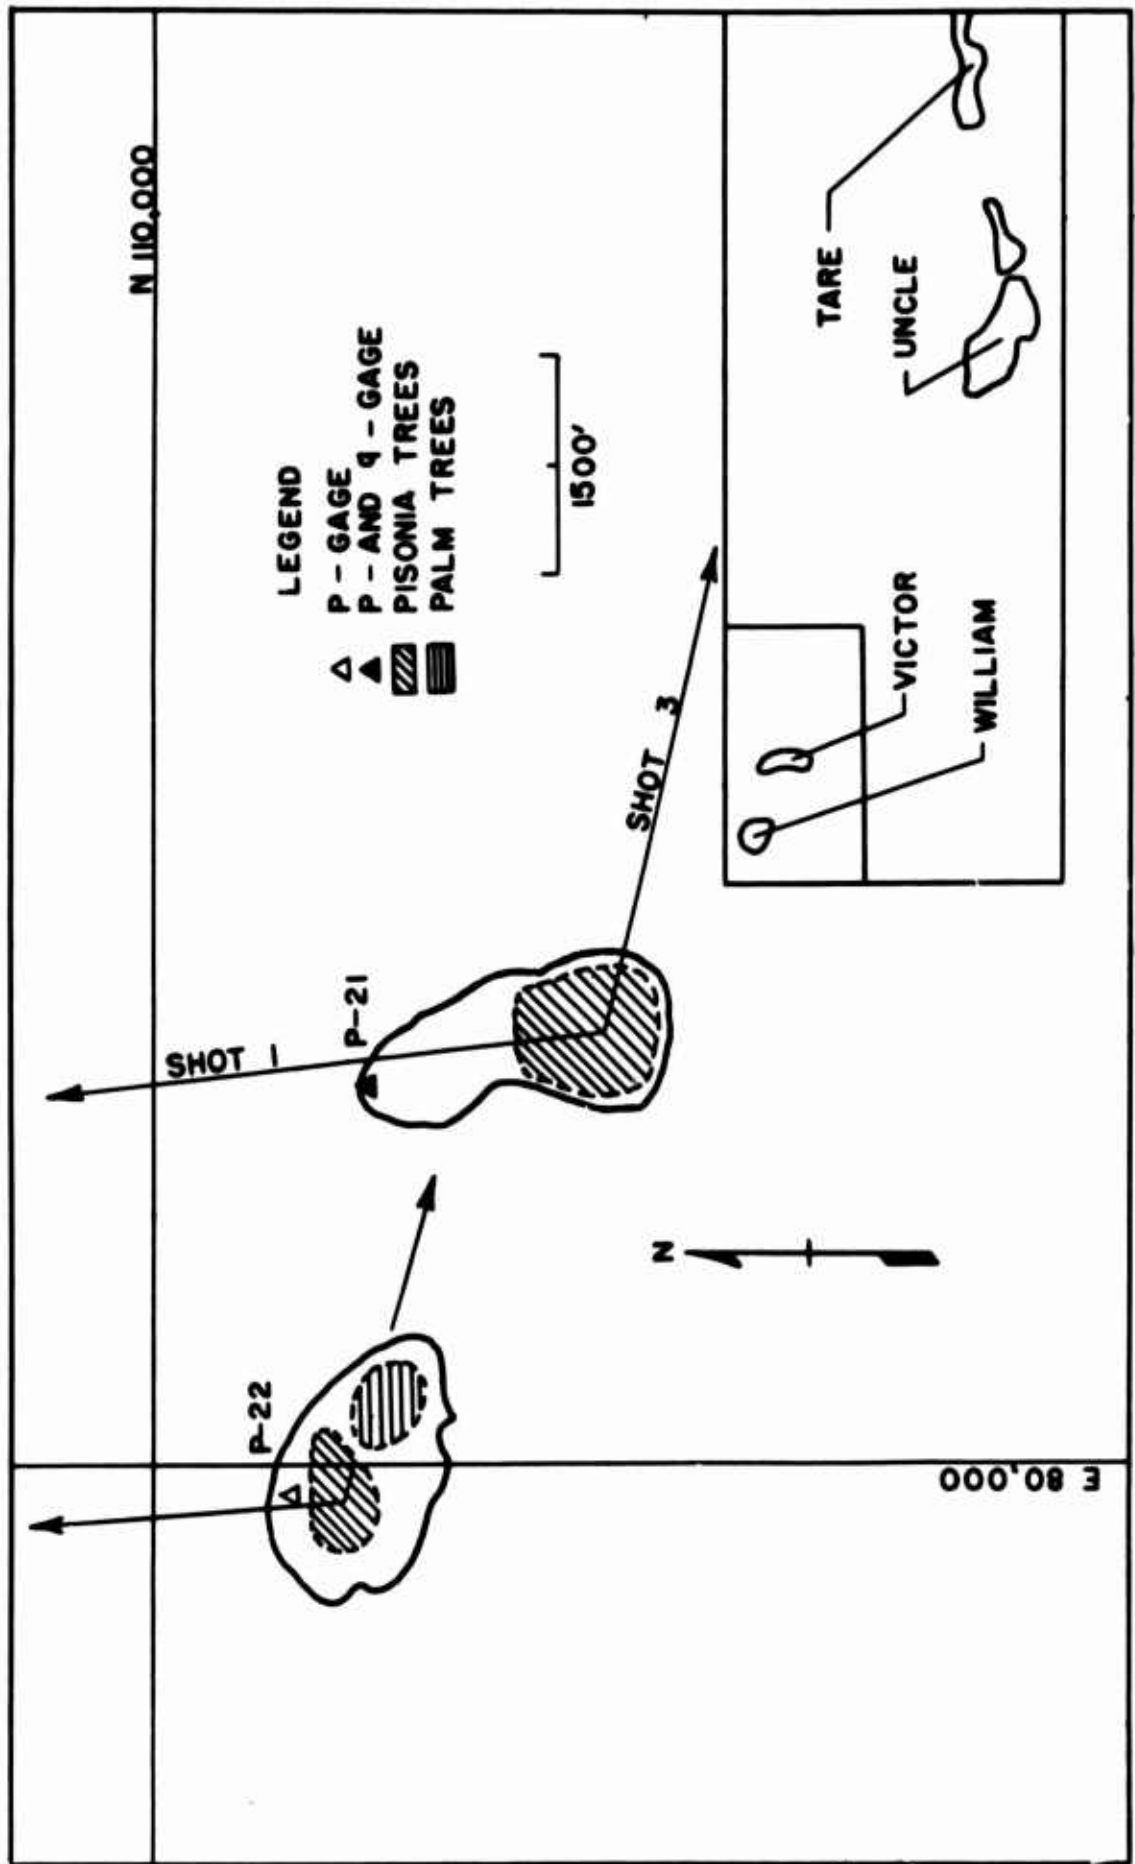 N 110,000
LEGEND
P - GAGE
P - AND q - GAGE
PISONIA TREES
PALM TREES
1500'
SHOT 1
P-21
P-22
SHOT 3
N
E 80,000
TARE
UNCLE
VICTOR
WILLIAM